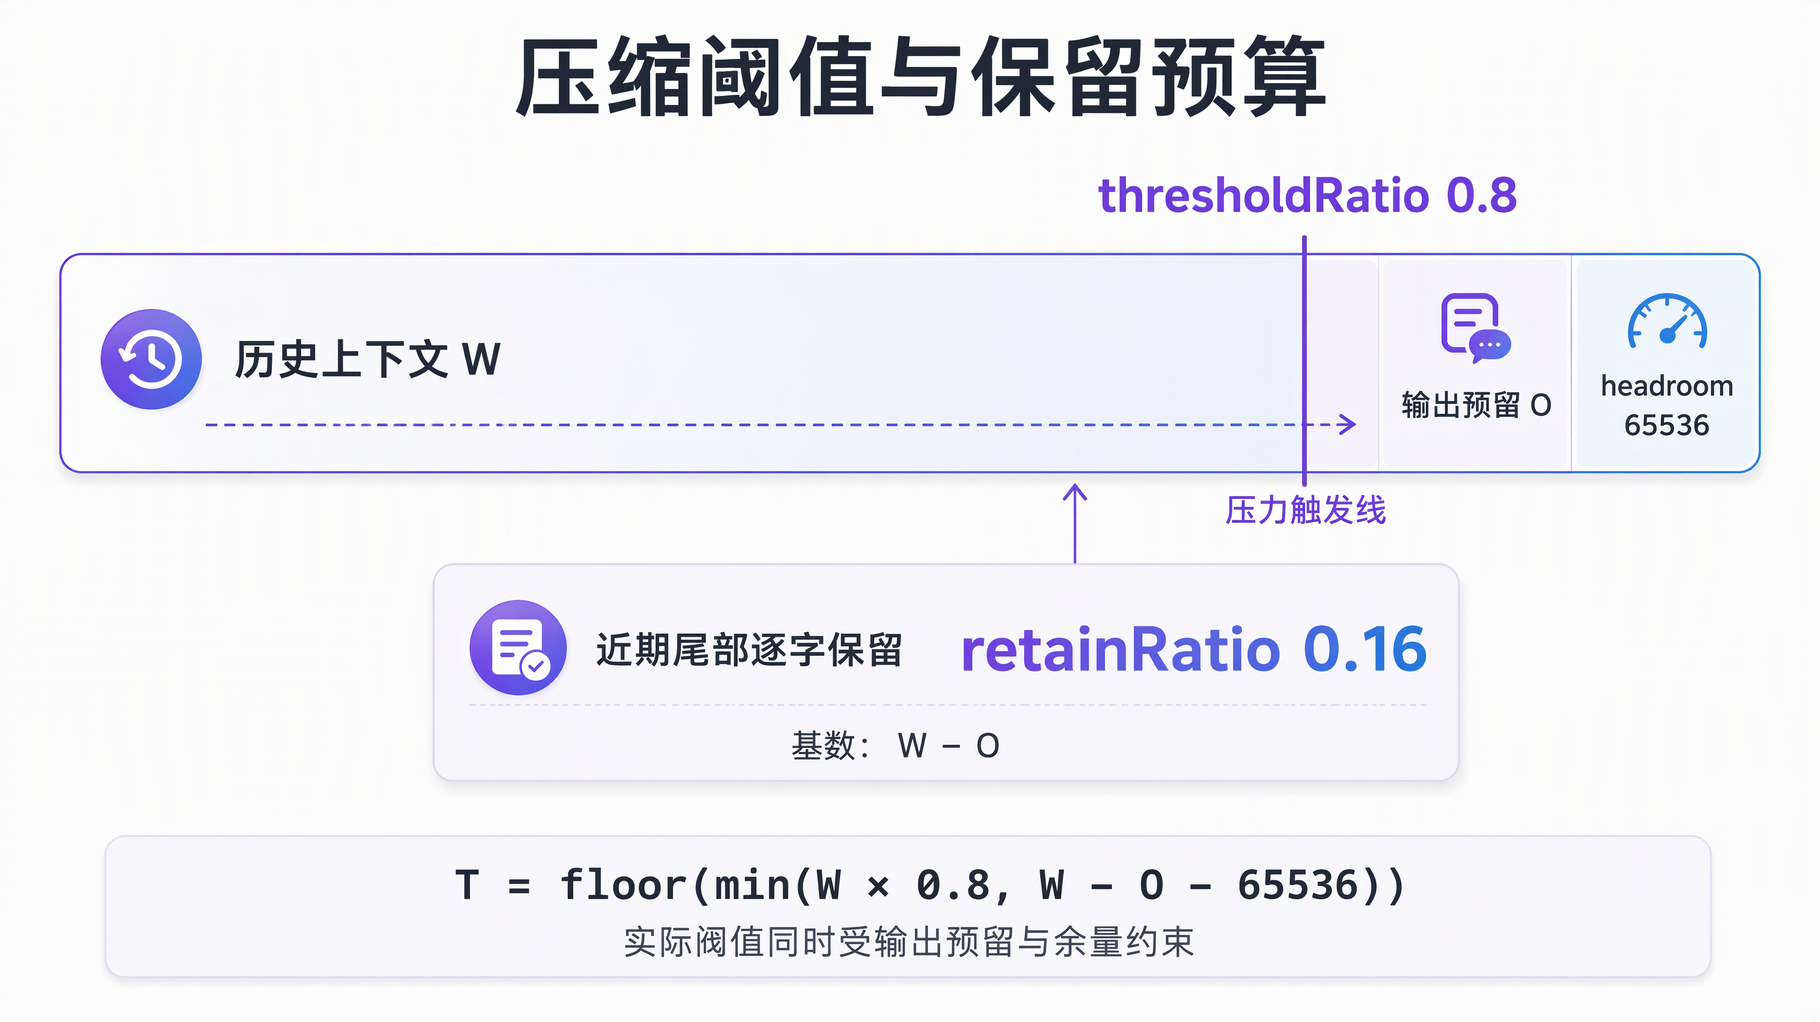 压缩阈值与保留预算
thresholdRatio 0.8
历史上下文 W
输出预留 O
headroom
65536
压力触发线
近期尾部逐字保留
retainRatio 0.16
基数: W − O
T = floor(min(W × 0.8, W − O − 65536))
实际阀值同时受输出预留与余量约束